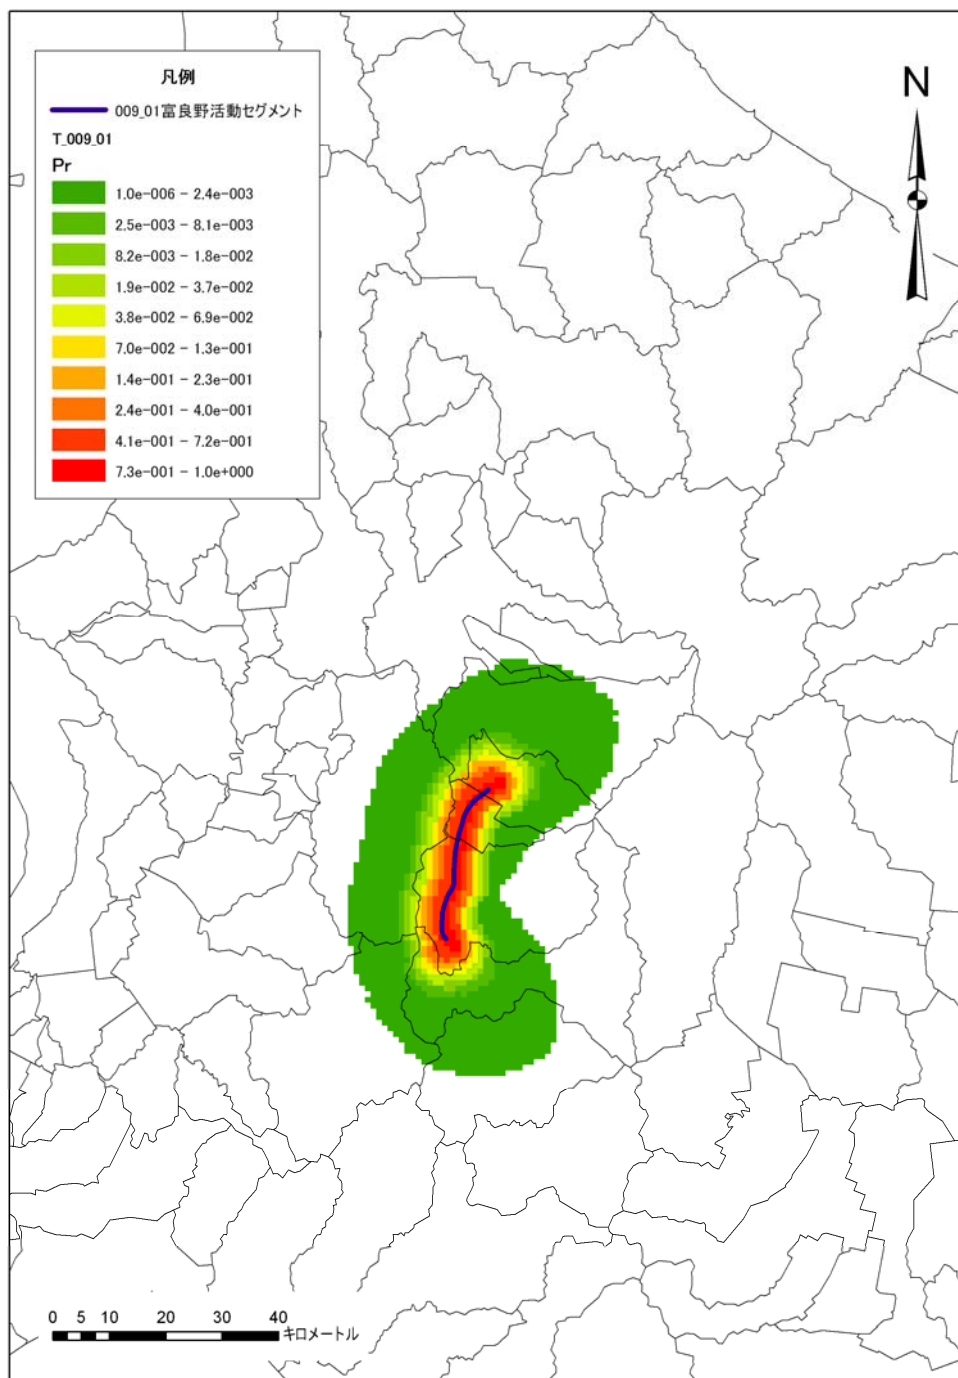 凡例
009_01富良野活動セグメント
T_009_01
Pr
1.0e-006 - 2.4e-003
2.5e-003 - 8.1e-003
8.2e-003 - 1.8e-002
1.9e-002 - 3.7e-002
3.8e-002 - 6.9e-002
7.0e-002 - 1.3e-001
1.4e-001 - 2.3e-001
2.4e-001 - 4.0e-001
4.1e-001 - 7.2e-001
7.3e-001 - 1.0e+000
N
0 5 10 20 30 40
キロメートル